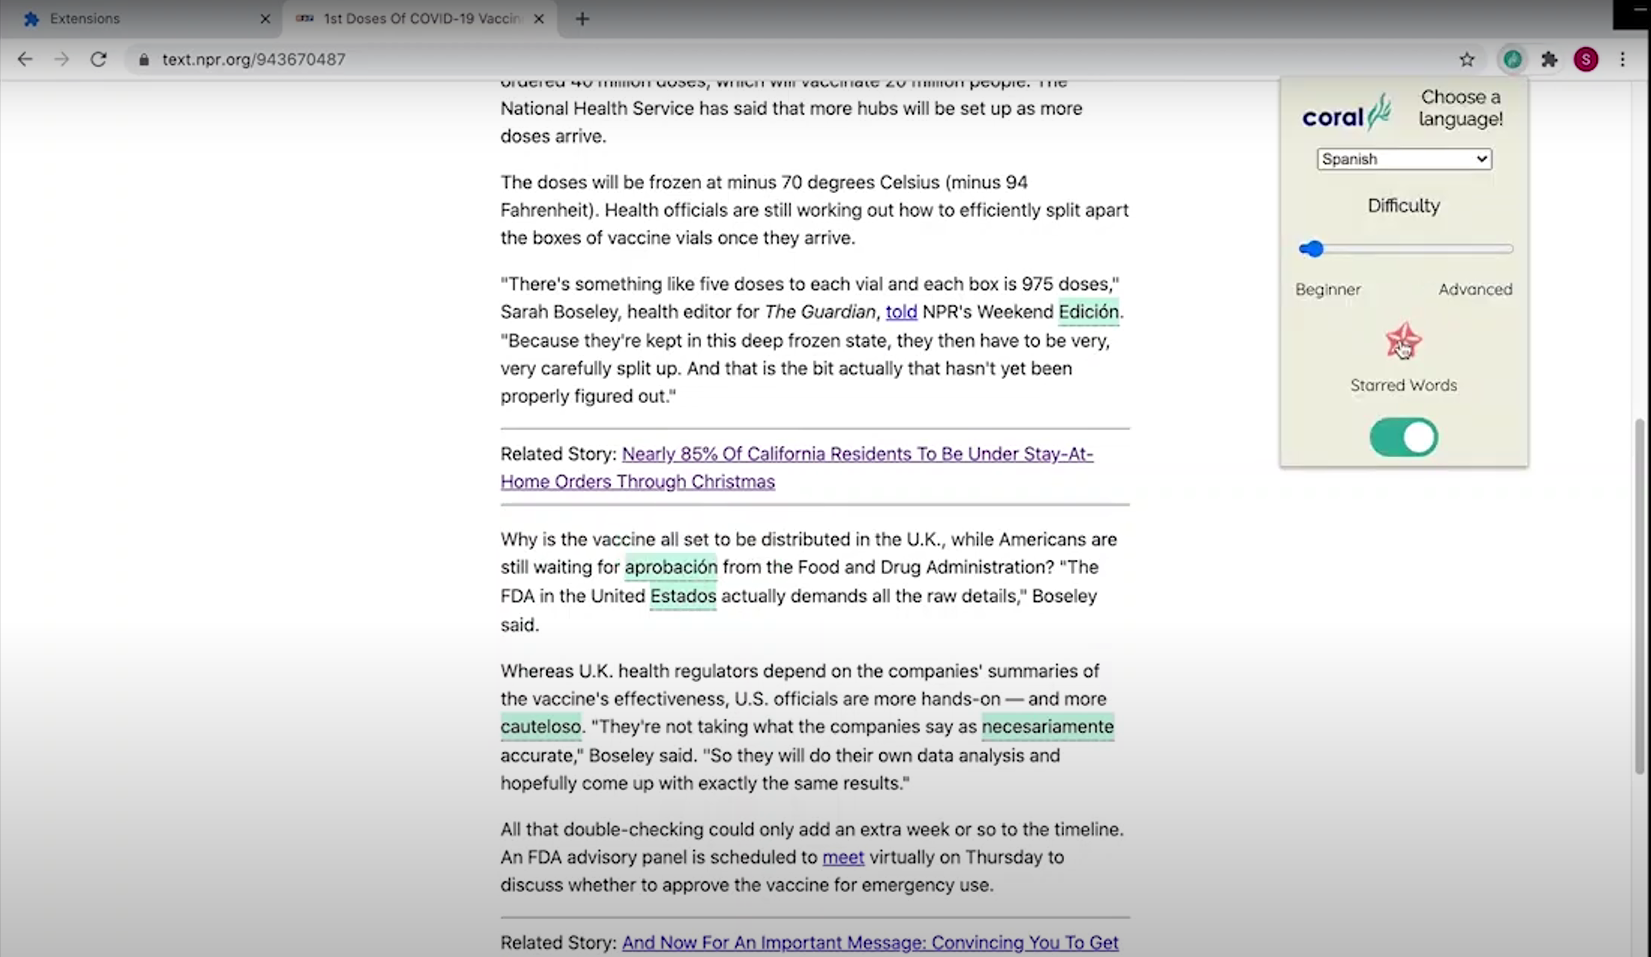 Extensions
1st Doses Of COVID-19 Vaccin
text.npr.org/943670487
S
ordered 40 million doses, which will vaccinate 20 million people. The
National Health Service has said that more hubs will be set up as more
doses arrive.
The doses will be frozen at minus 70 degrees Celsius (minus 94
Fahrenheit). Health officials are still working out how to efficiently split apart
the boxes of vaccine vials once they arrive.
"There's something like five doses to each vial and each box is 975 doses,"
Sarah Boseley, health editor for The Guardian, told NPR's Weekend Edición.
"Because they're kept in this deep frozen state, they then have to be very,
very carefully split up. And that is the bit actually that hasn't yet been
properly figured out."
Related Story: Nearly 85% Of California Residents To Be Under Stay-At-
Home Orders Through Christmas
Why is the vaccine all set to be distributed in the U.K., while Americans are
still waiting for aprobación from the Food and Drug Administration? "The
FDA in the United Estados actually demands all the raw details," Boseley
said.
Whereas U.K. health regulators depend on the companies' summaries of
the vaccine's effectiveness, U.S. officials are more hands-on — and more
cauteloso. "They're not taking what the companies say as necesariamente
accurate," Boseley said. "So they will do their own data analysis and
hopefully come up with exactly the same results."
All that double-checking could only add an extra week or so to the timeline.
An FDA advisory panel is scheduled to meet virtually on Thursday to
discuss whether to approve the vaccine for emergency use.
Related Story: And Now For An Important Message: Convincing You To Get
coral
Choose a
language!
Spanish
Difficulty
Beginner Advanced
Starred Words